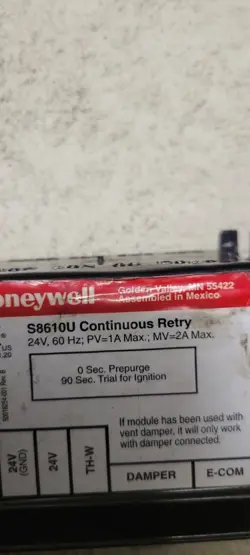 oneywell
Golden Valley, MN 55422
Assembled in Mexico
S8610U Continuous Retry
24V, 60 Hz; PV=1A Max.; MV=2A Max.
0 Sec. Prepurge
90 Sec. Trial for Ignition
®
US
If module has been used with
vent damper, it will only work
with damper connected.
24V
(GND)
24V
TH-W
DAMPER
E-COM